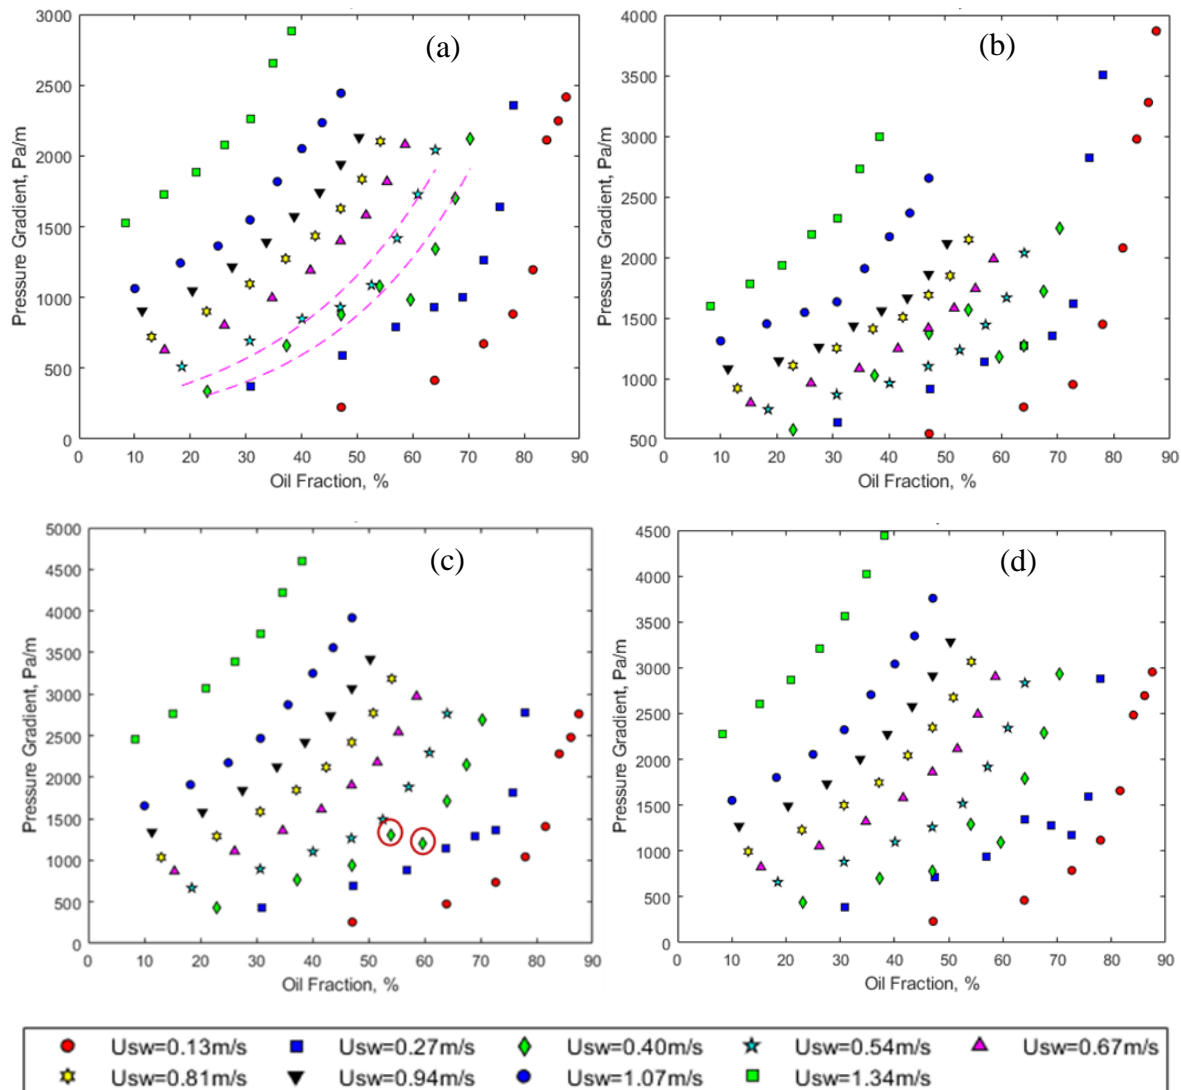 (a)
3000
2500
2000
1500
1000
500
0
Pressure Gradient, Pa/m
0 10 20 30 40 50 60 70 80 90
Oil Fraction, %
(b)
4000
3500
3000
2500
2000
1500
1000
500
Pressure Gradient, Pa/m
0 10 20 30 40 50 60 70 80 90
Oil Fraction, %
(c)
5000
4500
4000
3500
3000
2500
2000
1500
1000
500
0
Pressure Gradient, Pa/m
0 10 20 30 40 50 60 70 80 90
Oil Fraction, %
(d)
4500
4000
3500
3000
2500
2000
1500
1000
500
0
Pressure Gradient, Pa/m
0 10 20 30 40 50 60 70 80 90
Oil Fraction, %
Usw=0.13m/s Usw=0.27m/s Usw=0.40m/s Usw=0.54m/s Usw=0.67m/s
Usw=0.81m/s Usw=0.94m/s Usw=1.07m/s Usw=1.34m/s